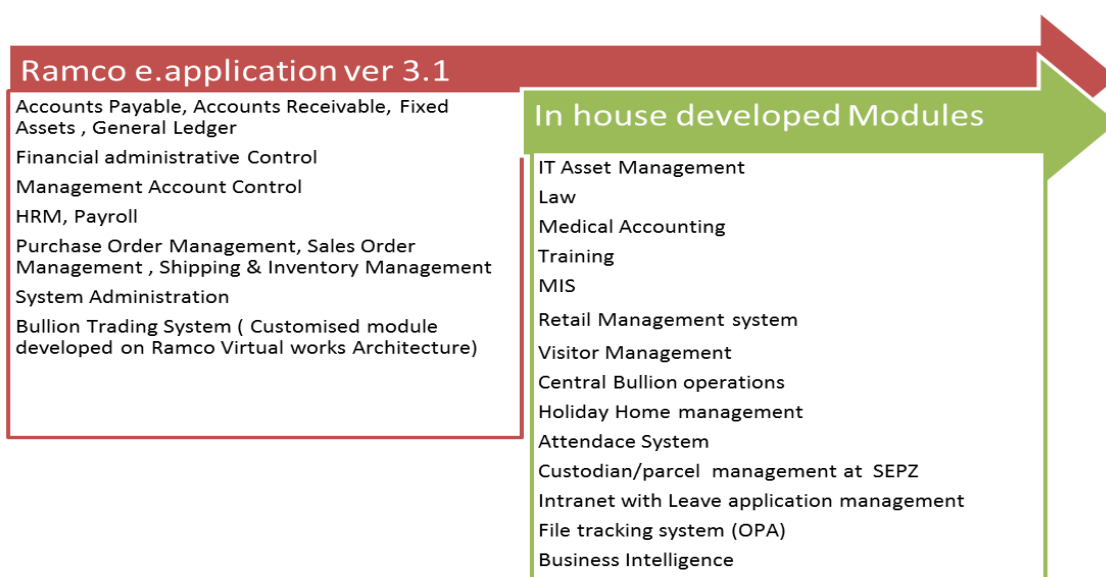 Ramco e.application ver 3.1
Accounts Payable, Accounts Receivable, Fixed
Assets , General Ledger
Financial administrative Control
Management Account Control
HRM, Payroll
Purchase Order Management, Sales Order
Management , Shipping & Inventory Management
System Administration
Bullion Trading System ( Customised module
developed on Ramco Virtual works Architecture)
In house developed Modules
IT Asset Management
Law
Medical Accounting
Training
MIS
Retail Management system
Visitor Management
Central Bullion operations
Holiday Home management
Attendace System
Custodian/parcel management at SEPZ
Intranet with Leave application management
File tracking system (OPA)
Business Intelligence